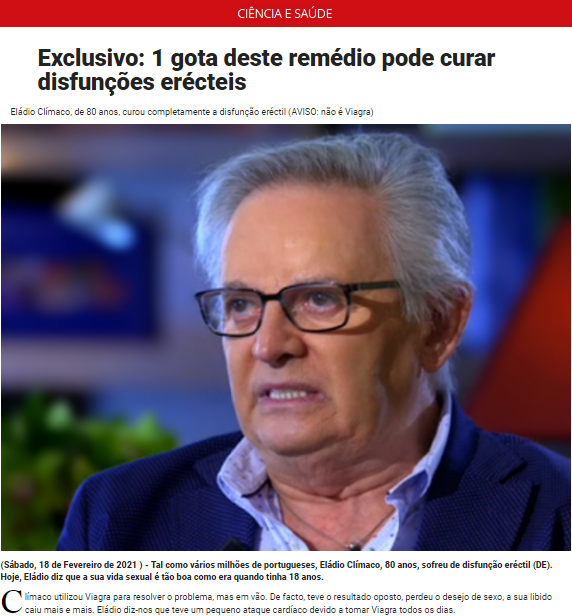 CIÊNCIA E SAÚDE
Exclusivo: 1 gota deste remédio pode curar
disfunções erécteis
Eládio Clímaco, de 80 anos, curou completamente a disfunção eréctil (AVISO: não é Viagra)
(Sábado, 18 de Fevereiro de 2021 ) - Tal como vários milhões de portugueses, Eládio Clímaco, 80 anos, sofreu de disfunção eréctil (DE).
Hoje, Eládio diz que a sua vida sexual é tão boa como era quando tinha 18 anos.
Clímaco utilizou Viagra para resolver o problema, mas em vão. De facto, teve o resultado oposto, perdeu o desejo de sexo, a sua libido
caiu mais e mais. Eládio diz-nos que teve um pequeno ataque cardíaco devido a tomar Viagra todos os dias.